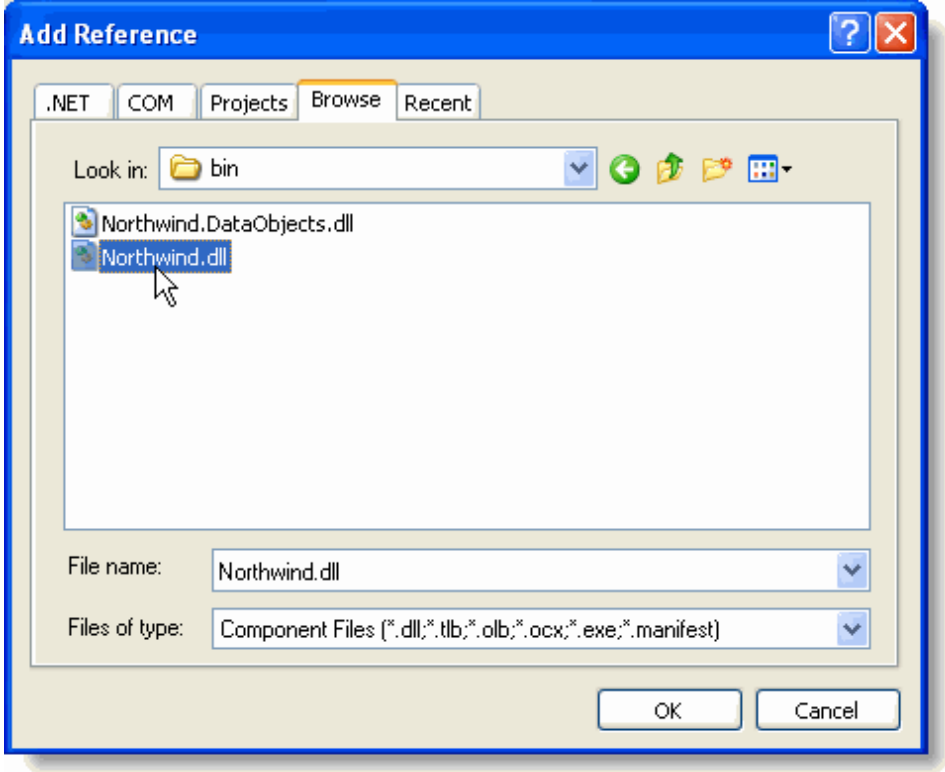 Add Reference
.NET COM Projects Browse Recent
Look in: bin
Northwind.DataObjects.dll
Northwind.dll
File name: Northwind.dll
Files of type: Component Files (*.dll;*.tlb;*.olb;*.ocx;*.exe;*.manifest)
OK Cancel